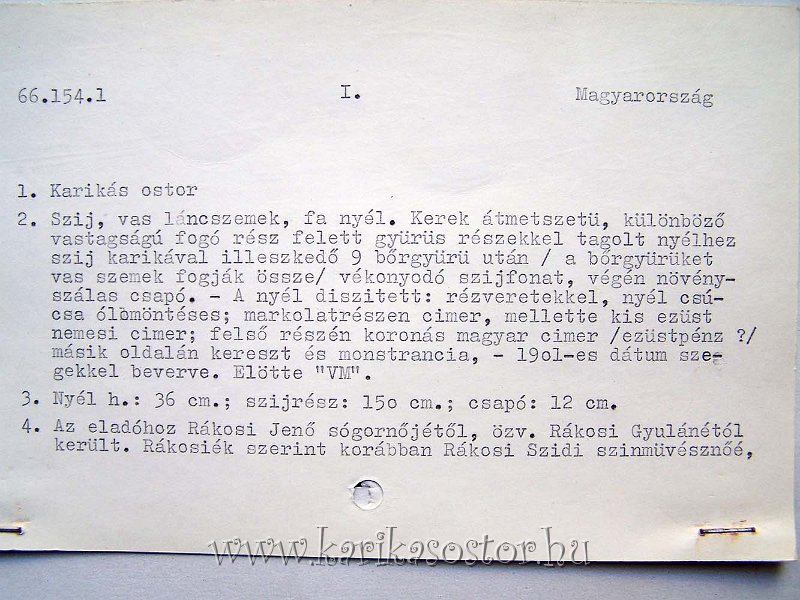 66.154.1 I. Magyarország
1. Karikás ostor
2. Szij, vas láncszemek, fa nyél. Kerek átmetszetü, különböző
vastagságú fogó rész felett gyürüs részekkel tagolt nyélhez
szij karikával illeszkedő 9 bőrgyürü után / a bőrgyürüket
vas szemek fogják össze/ vékonyodó szijfonat, végén növény-
szálas csapó. - A nyél diszitett: rézveretekkel, nyél csú-
csa ólomöntéses; markolatrészen cimer, mellette kis ezüst
nemesi cimer; felső részén koronás magyar cimer /ezüstpénz ?/
másik oldalán kereszt és monstrancia, - 19ol-es dátum sze-
gekkel beverve. Elötte "VM".
3. Nyél h.: 36 cm.; szijrész: 15o cm.; csapó: 12 cm.
4. Az eladóhoz Rákosi Jenő sógornőjétől, özv. Rákosi Gyulánétól
került. Rákosiék szerint korábban Rákosi Szidi szinmüvésznőé,
www.karikasostor.hu